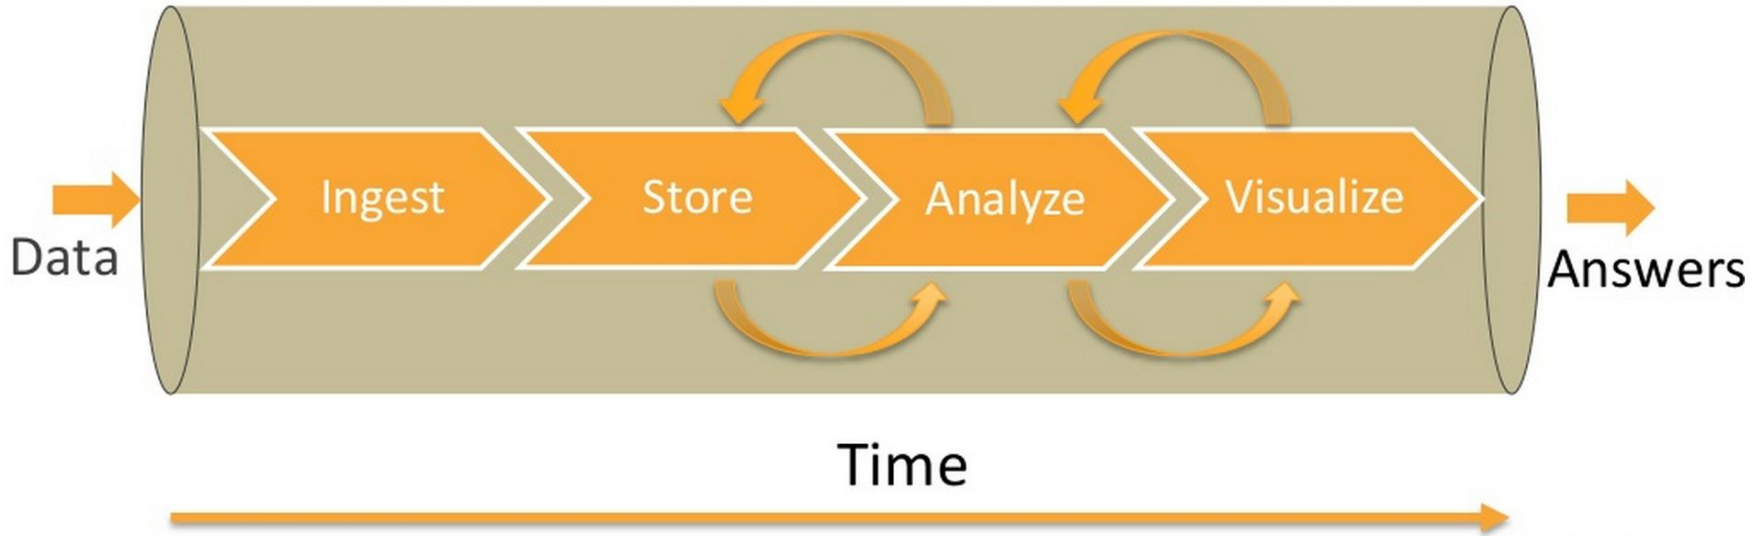 Data
Ingest
Store
Analyze
Visualize
Answers
Time